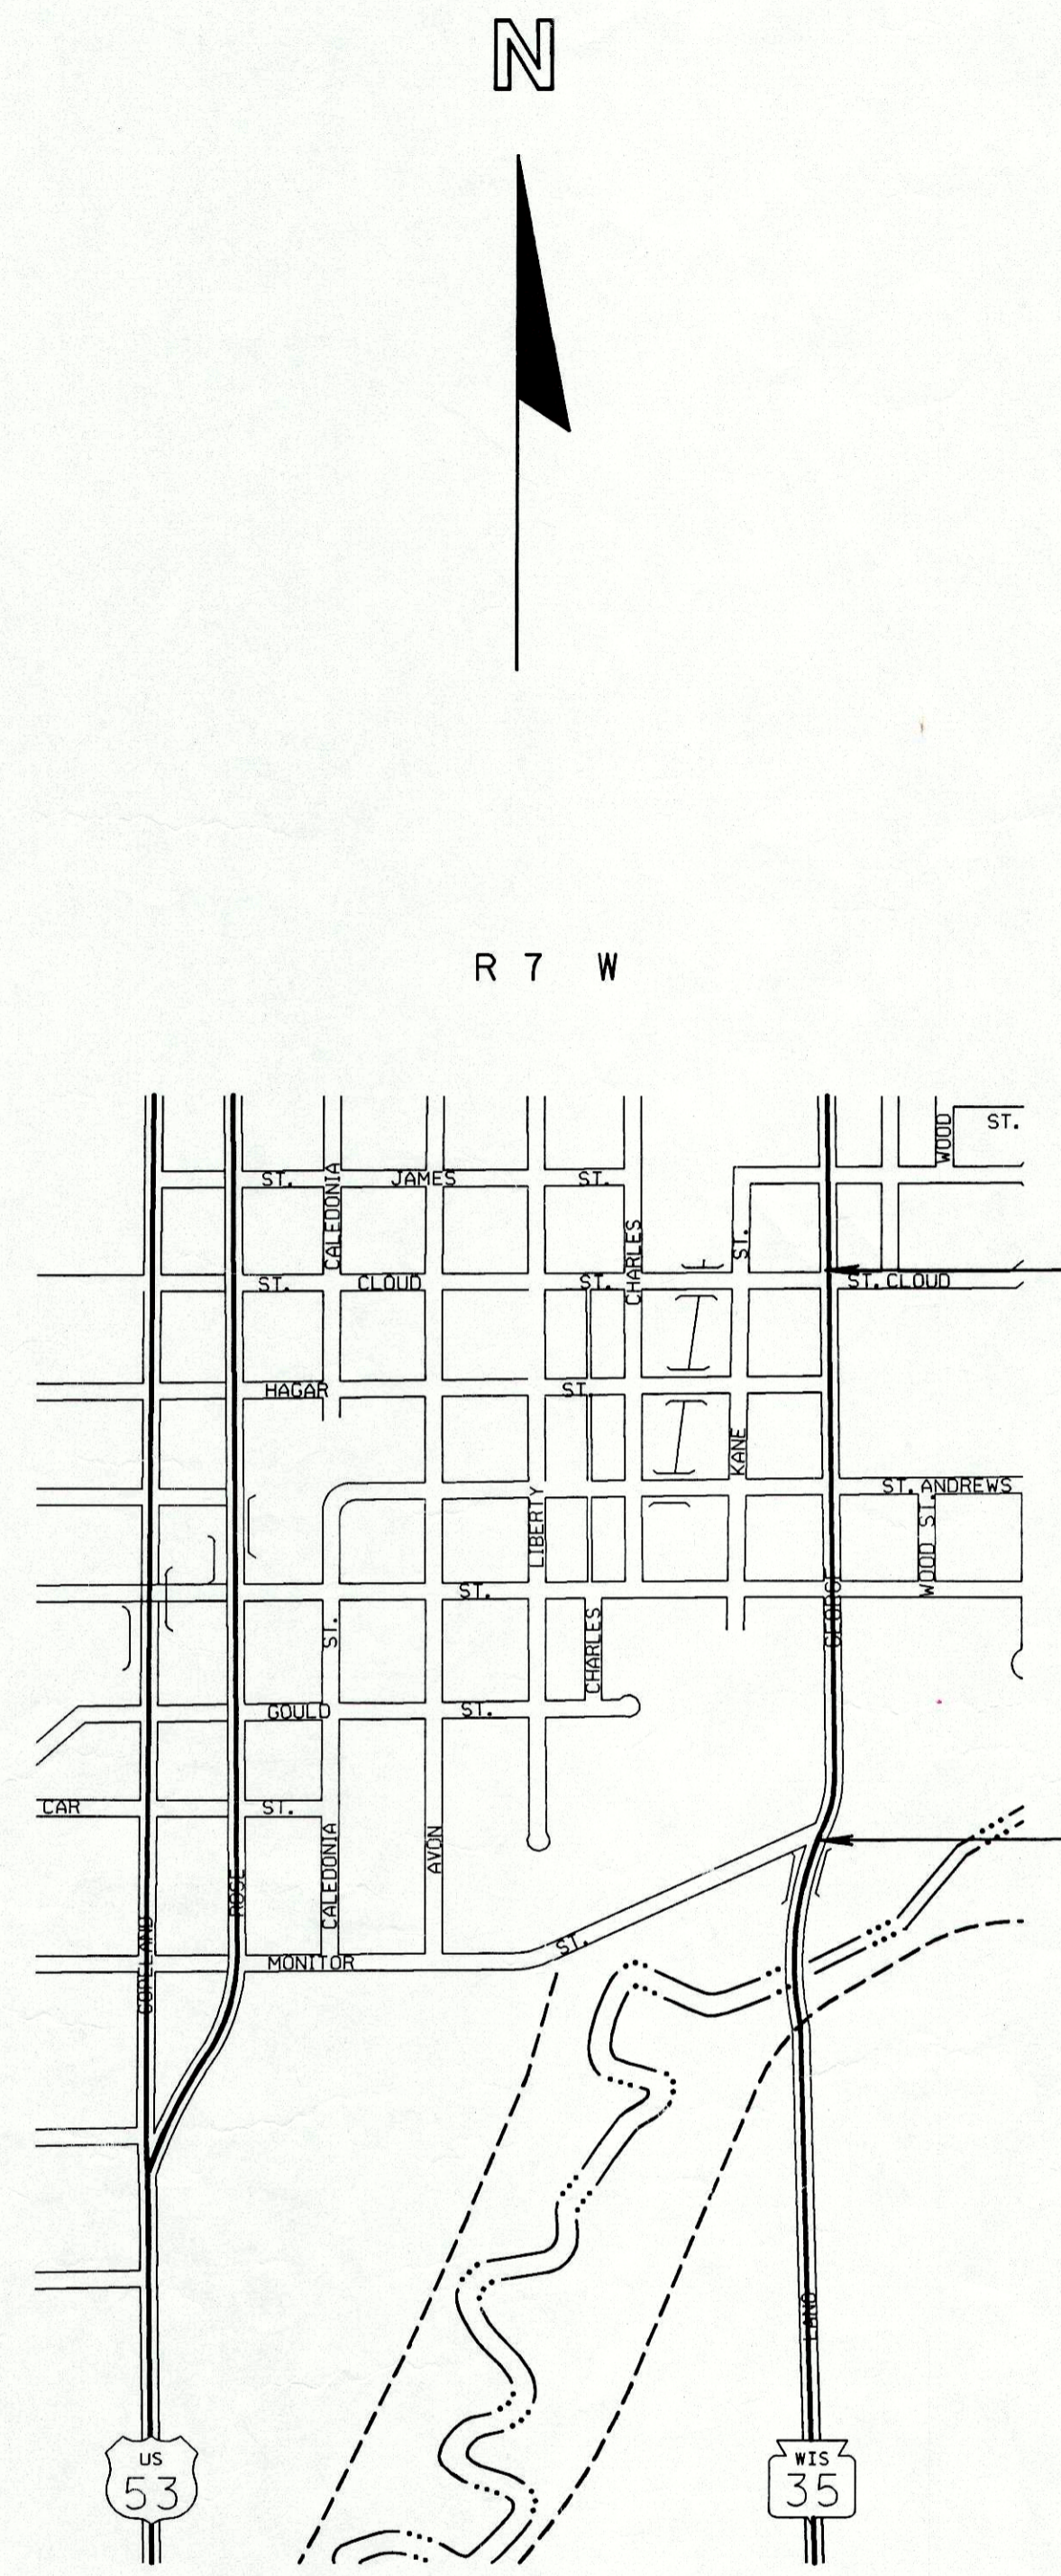 N
R 7 W
WOOD
ST.
ST. JAMES ST.
CALEDONIA
CHARLES
ST.
ST. CLOUD ST.
ST. CLOUD
HAGAR ST.
KANE
ST. ANDREWS
LIBERTY
WOOD ST.
ST.
GEORGE
ST.
CHARLES
GOULD ST.
CAR ST.
CALEDONIA
AVON
ROSE
COPELAND
MONITOR ST.
LANG
US
53
WIS
35